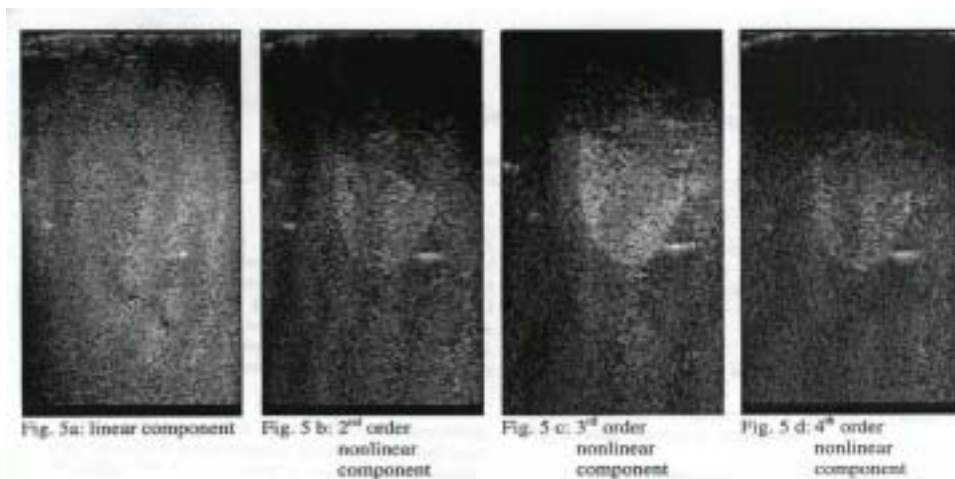 Fig. 5a: linear component
Fig. 5 b: 2nd order
nonlinear
component
Fig. 5 c: 3rd order
nonlinear
component
Fig. 5 d: 4th order
nonlinear
component